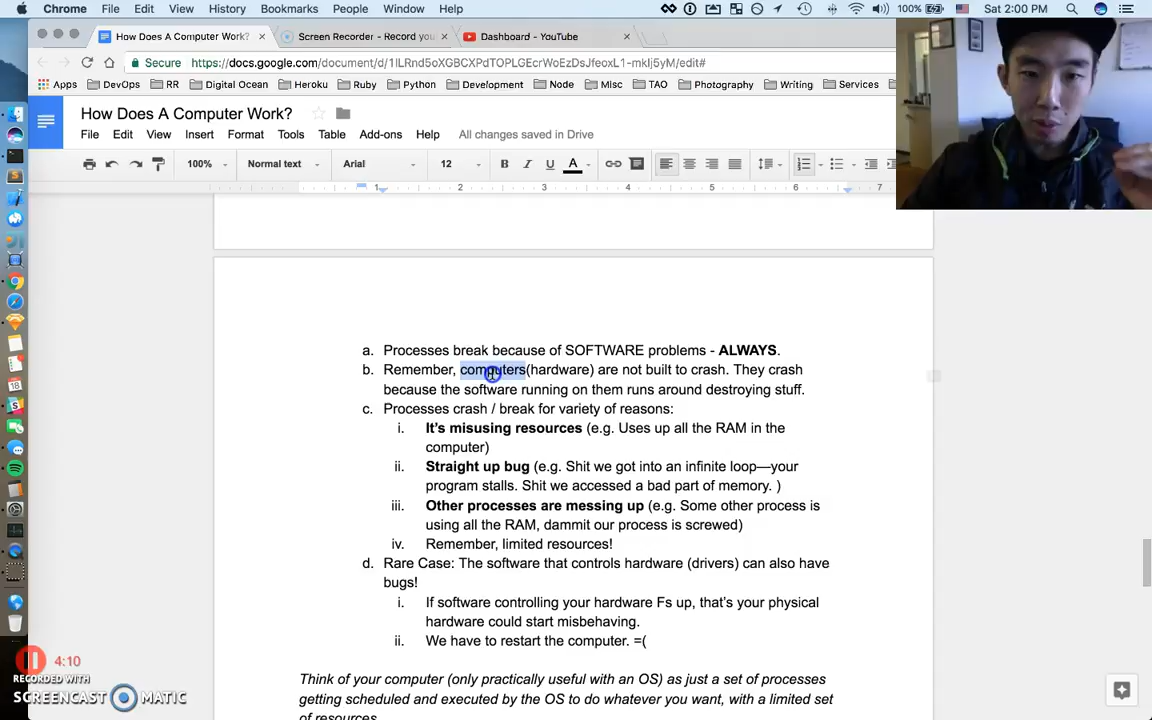 Chrome File Edit View History Bookmarks People Window Help 100% Sat 2:00 PM
How Does A Computer Work? Screen Recorder - Record you Dashboard - YouTube
Secure https://docs.google.com/document/d/
Apps DevOps RR Digital Ocean Heroku Ruby Python Development Node Misc TAO Photography Writing Services
How Does A Computer Work?
File Edit View Insert Format Tools Table Add-ons Help All changes saved in Drive
100% Normal text Arial 12 B I U A
1 2 3 4 5 6 7
a. Processes break because of SOFTWARE problems - ALWAYS.
b. Remember, computers(hardware) are not built to crash. They crash
because the software running on them runs around destroying stuff.
c. Processes crash / break for variety of reasons:
i. It's misusing resources (e.g. Uses up all the RAM in the
computer)
ii. Straight up bug (e.g. Shit we got into an infinite loop—your
program stalls. Shit we accessed a bad part of memory. )
iii. Other processes are messing up (e.g. Some other process is
using all the RAM, dammit our process is screwed)
iv. Remember, limited resources!
d. Rare Case: The software that controls hardware (drivers) can also have
bugs!
i. If software controlling your hardware Fs up, that's your physical
hardware could start misbehaving.
ii. We have to restart the computer. =(
Think of your computer (only practically useful with an OS) as just a set of processes
getting scheduled and executed by the OS to do whatever you want, with a limited set
of resources
4:10
RECORDED WITH
SCREENCAST MATIC